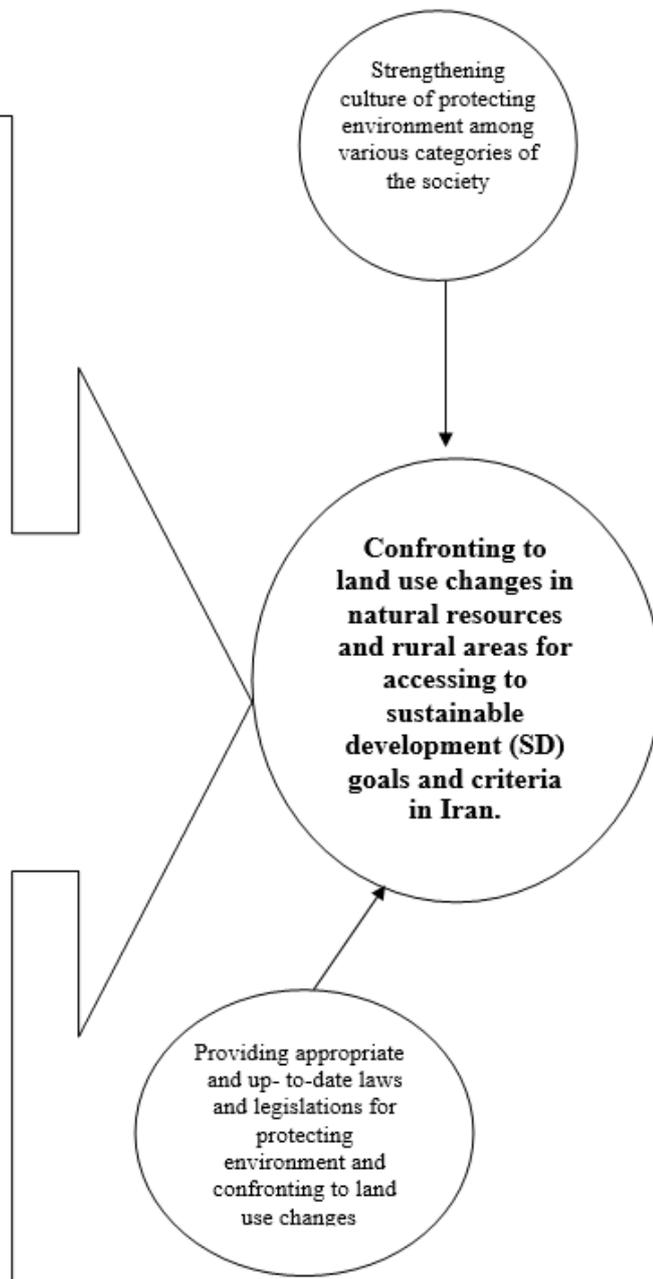 Strengthening
culture of protecting
environment among
various categories of
the society
Confronting to
land use changes in
natural resources
and rural areas for
accessing to
sustainable
development (SD)
goals and criteria
in Iran.
Providing appropriate
and up- to-date laws
and legislations for
protecting
environment and
confronting to land
use changes